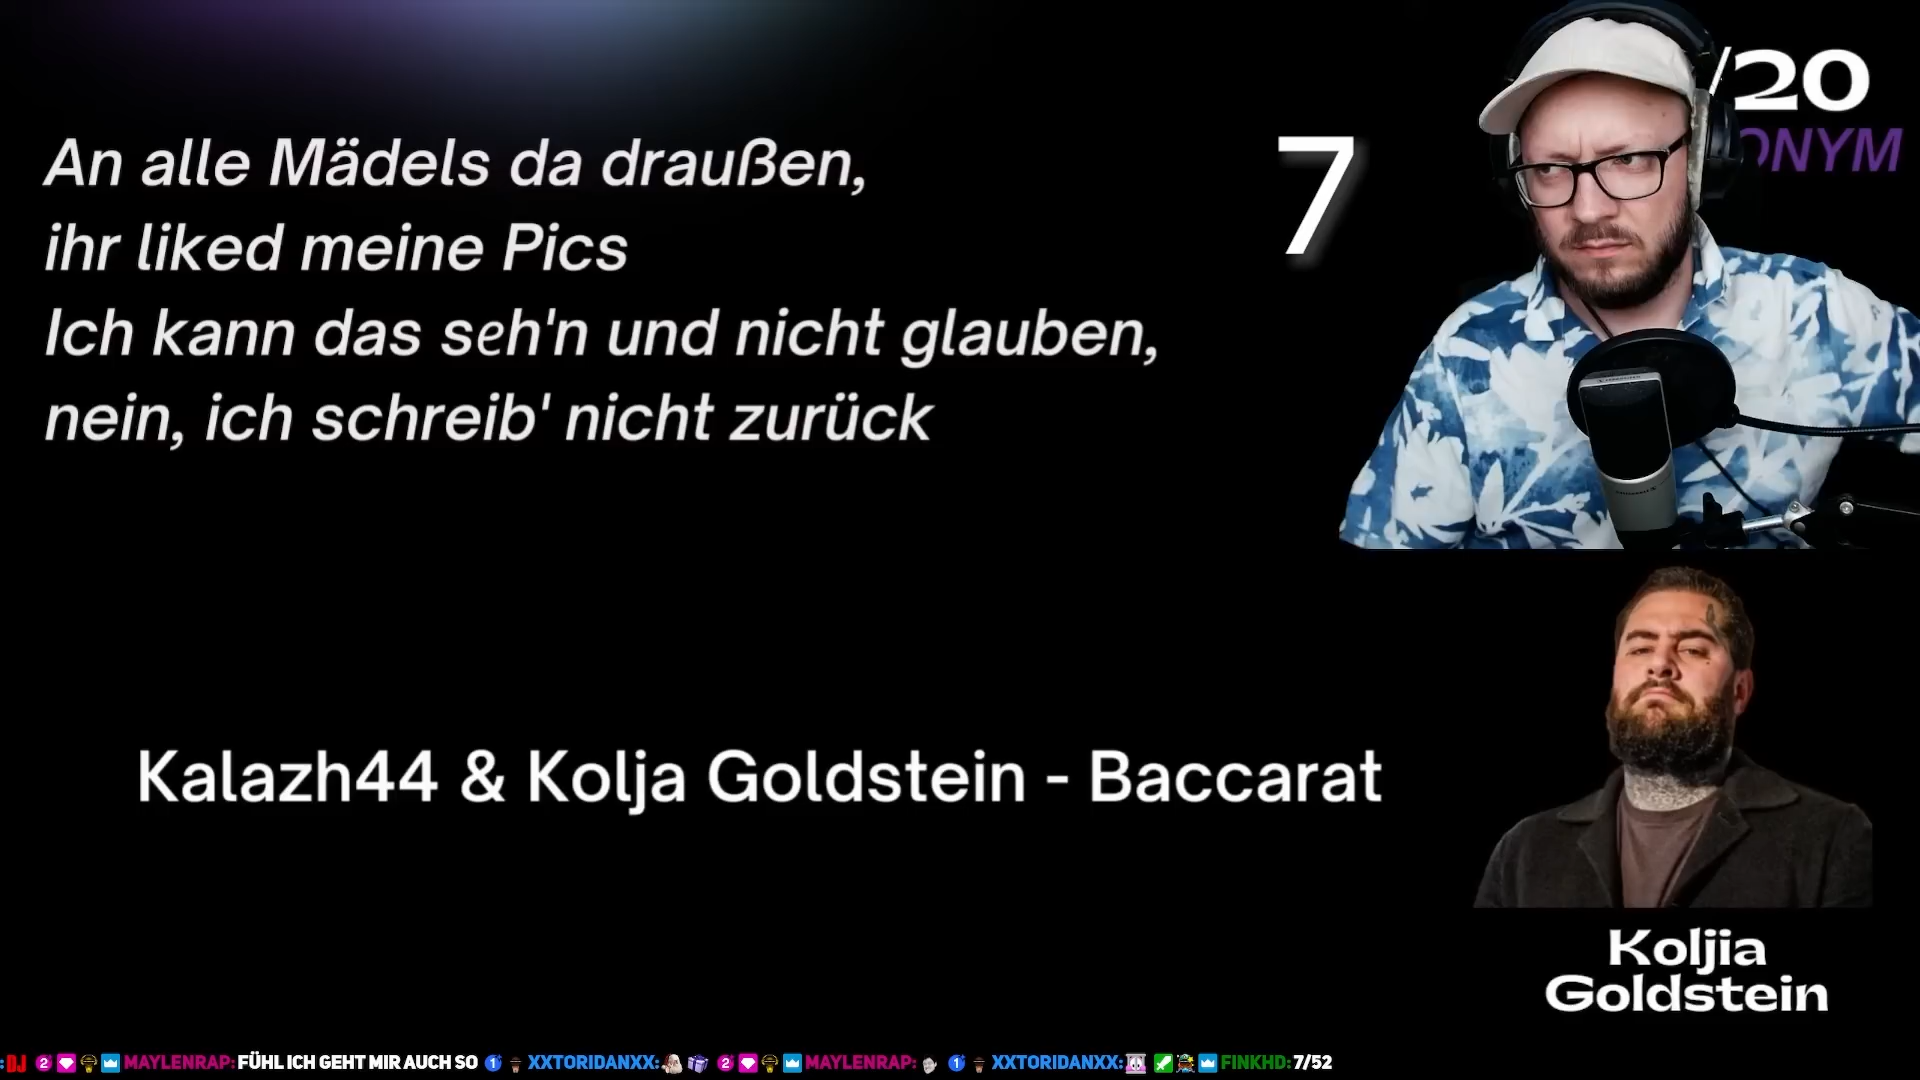 /20
ONYM
7
An alle Mädels da draußen,
ihr liked meine Pics
Ich kann das seh'n und nicht glauben,
nein, ich schreib' nicht zurück
Kalazh44 & Kolja Goldstein - Baccarat
Koljia
Goldstein
:DJ MAYLENRAP: FÜHL ICH GEHT MIR AUCH SO XXTORIDANXX: MAYLENRAP: XXTORIDANXX: FINKHD: 7/52